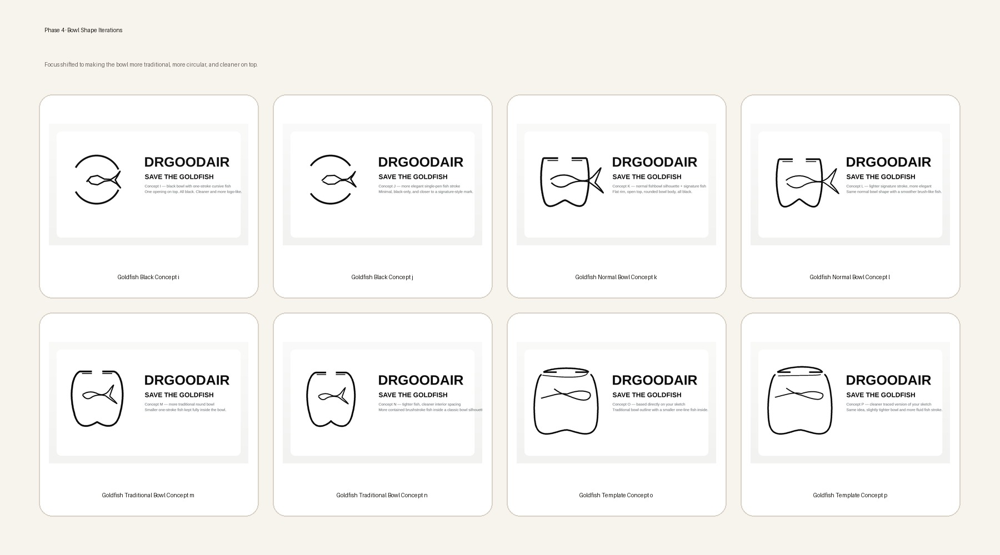 Phase 4 · Bowl Shape Iterations
Focus shifted to making the bowl more traditional, more circular, and cleaner on top.
DRGOODAIR
SAVE THE GOLDFISH
Concept I — black bowl with one-stroke cursive fish
One opening on top. All black. Cleaner and more logo-like.
Goldfish Black Concept i
DRGOODAIR
SAVE THE GOLDFISH
Concept J — more elegant single-pen fish stroke
Minimal, black-only, and closer to a signature-style mark.
Goldfish Black Concept j
DRGOODAIR
SAVE THE GOLDFISH
Concept K — normal fishbowl silhouette + signature fish
Flat rim, open top, rounded bowl body, all black.
Goldfish Normal Bowl Concept k
DRGOODAIR
SAVE THE GOLDFISH
Concept L — lighter signature stroke, more elegant
Same normal bowl shape with a smoother brush-like fish.
Goldfish Normal Bowl Concept l
DRGOODAIR
SAVE THE GOLDFISH
Concept M — more traditional round bowl
Smaller one-stroke fish kept fully inside the bowl.
Goldfish Traditional Bowl Concept m
DRGOODAIR
SAVE THE GOLDFISH
Concept N — tighter fish, cleaner interior spacing
More contained brushstroke fish inside a classic bowl silhouett
Goldfish Traditional Bowl Concept n
DRGOODAIR
SAVE THE GOLDFISH
Concept O — based directly on your sketch
Traditional bowl outline with a smaller one-line fish inside.
Goldfish Template Concept o
DRGOODAIR
SAVE THE GOLDFISH
Concept P — cleaner traced version of your sketch
Same idea, slightly tighter bowl and more fluid fish stroke.
Goldfish Template Concept p